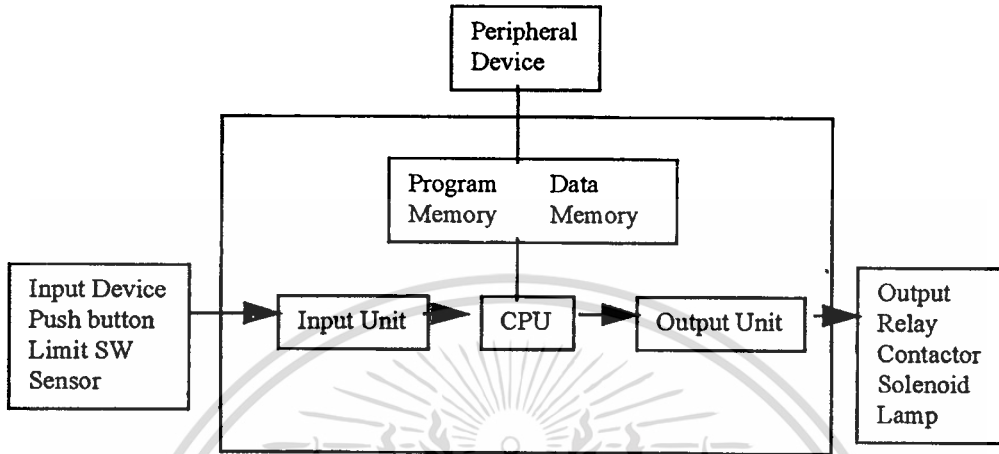 Peripheral
Device
Program Data
Memory Memory
Input Device
Push button
Limit SW
Sensor
Input Unit
CPU
Output Unit
Output
Relay
Contactor
Solenoid
Lamp